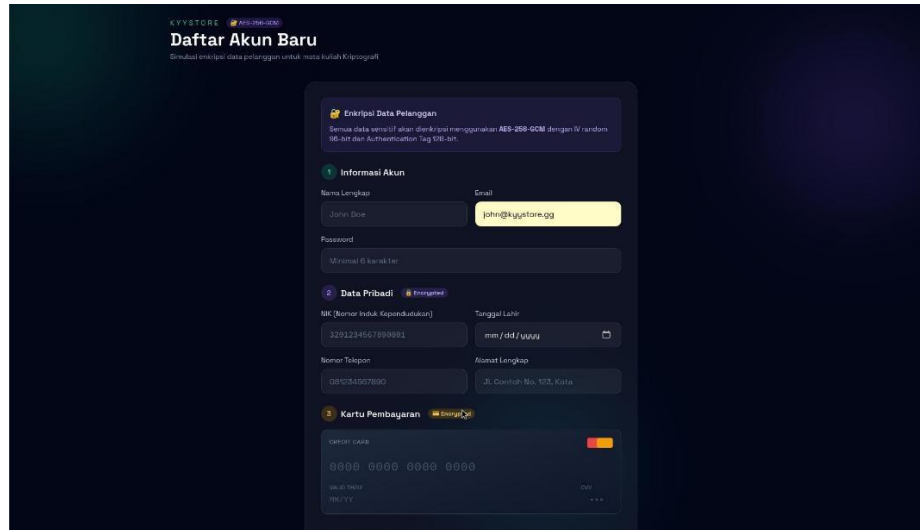 KYYSTORE 🔐 AES-256-GCM
Daftar Akun Baru
Simulasi enkripsi data pelanggan untuk mata kuliah Kriptografi
🔐 Enkripsi Data Pelanggan
Semua data sensitif akan dienkripsi menggunakan AES-256-GCM dengan IV random
96-bit dan Authentication Tag 128-bit.
1 Informasi Akun
Nama Lengkap Email
John Doe john@kyystore.gg
Password
Minimal 6 karakter
2 Data Pribadi 🔒 Encrypted
NIK (Nomor Induk Kependudukan) Tanggal Lahir
mm/dd/yyyy
Nomor Telepon Alamat Lengkap
081234567890 Jl. Contoh No. 123, Kota
3 Kartu Pembayaran 💳 Encrypted
CREDIT CARD
0000 0000 0000 0000
VALID THRU CVV
MM/YY •••